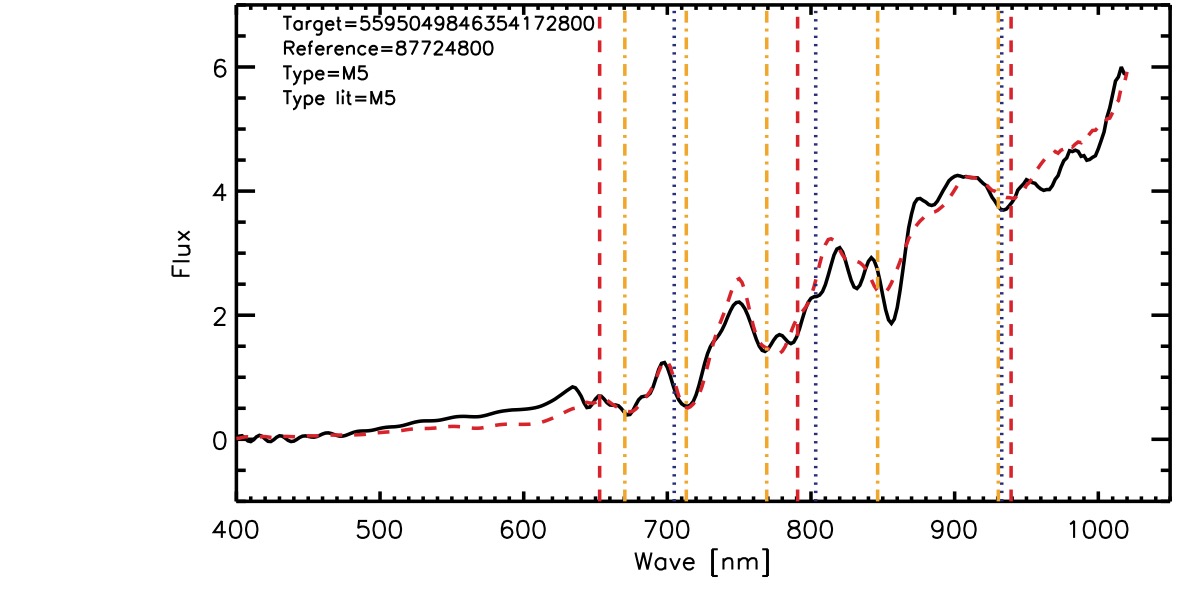 Target=5595049846354172800
Reference=87724800
Type=M5
Type lit=M5
6
4
2
0
Flux
400 500 600 700 800 900 1000
Wave [nm]